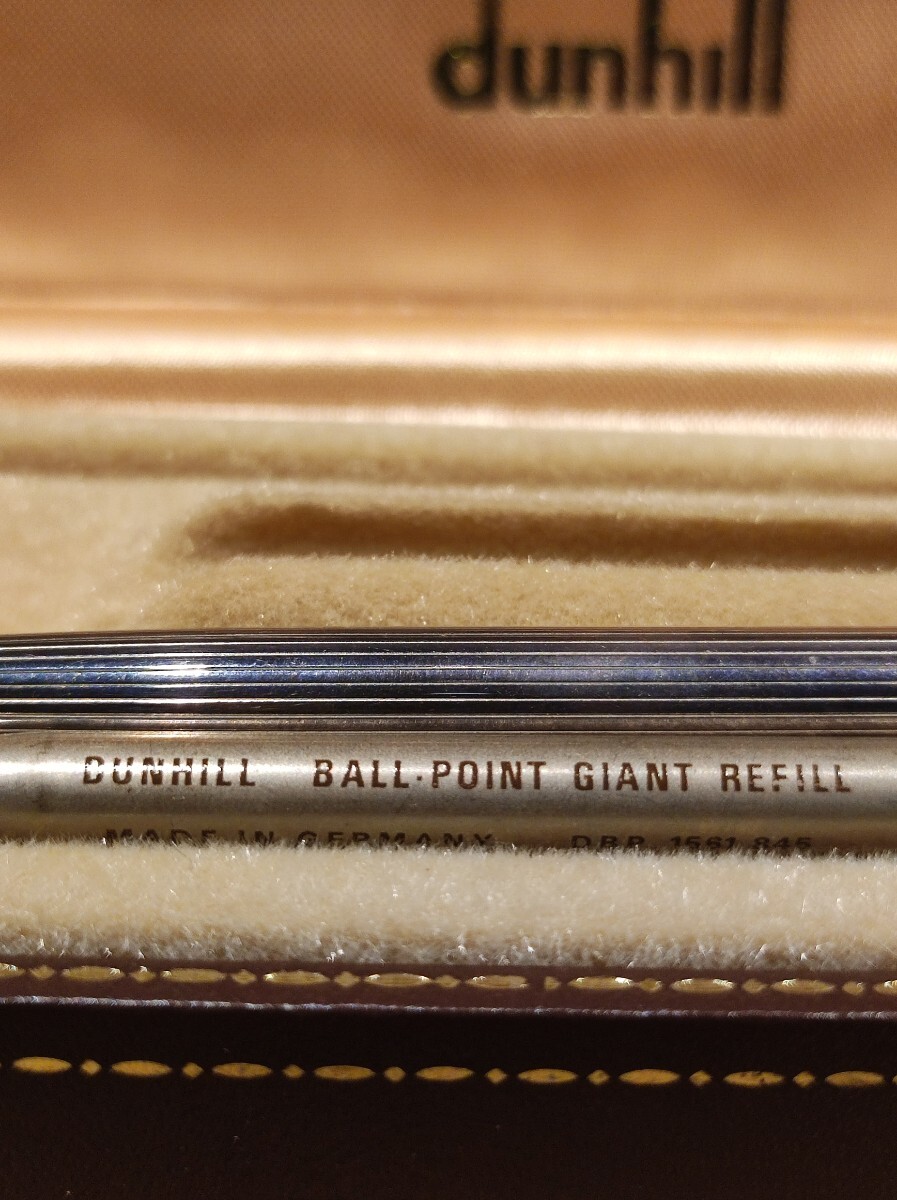 dunhill
DUNHILL BALL·POINT GIANT REFILL
MADE IN GERMANY DBP 1561 845